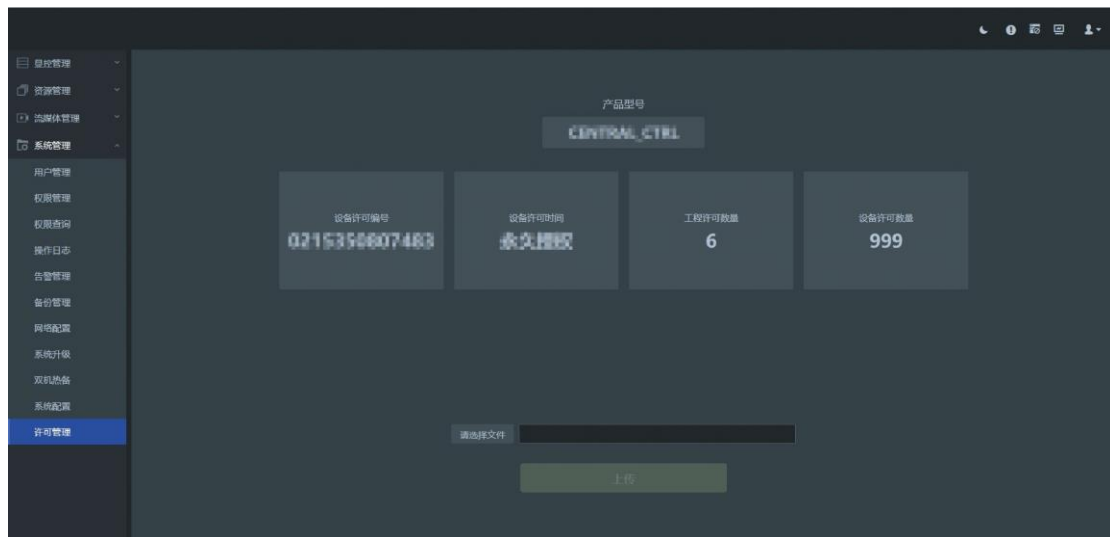 显控管理
资源管理
流媒体管理
系统管理
用户管理
权限管理
权限查询
操作日志
告警管理
备份管理
网络配置
系统升级
双机热备
系统配置
许可管理
产品型号
CENTRAL_CTRL
设备许可编号
设备许可时间
永久授权
工程许可数量
6
设备许可数量
999
请选择文件
上传